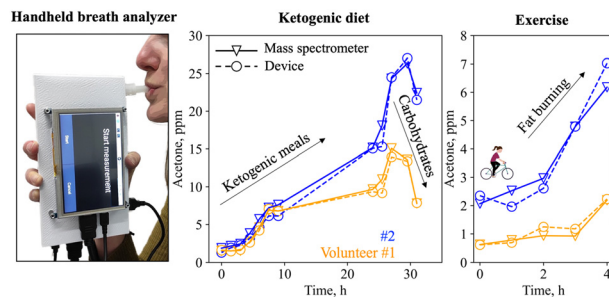 Handheld breath analyzer
Start measurement
Ketogenic diet
Mass spectrometer
Device
Ketogenic meals
Carbohydrates
#2
Volunteer #1
Acetone, ppm
30
25
20
15
10
5
0
0
10
20
30
Time, h
Exercise
Fat burning
Acetone, ppm
8
7
6
5
4
3
2
1
0
0
2
4
Time, h